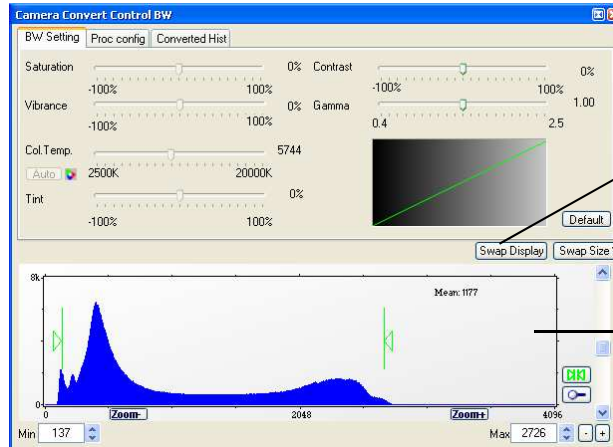 Camera Convert Control BW
BW Setting Proc config Converted Hist
Saturation 0% Contrast 0%
-100% 100% -100% 100%
Vibrance 0% Gamma 1.00
-100% 100% 0.4 2.5
Col.Temp. 5744
Auto 2500K 20000K
Tint 0%
-100% 100% Default
Swap Display Swap Size
8k
Mean: 1177
0
0 Zoom- 2048 Zoom+ 4096
Min 137 Max 2726 - +